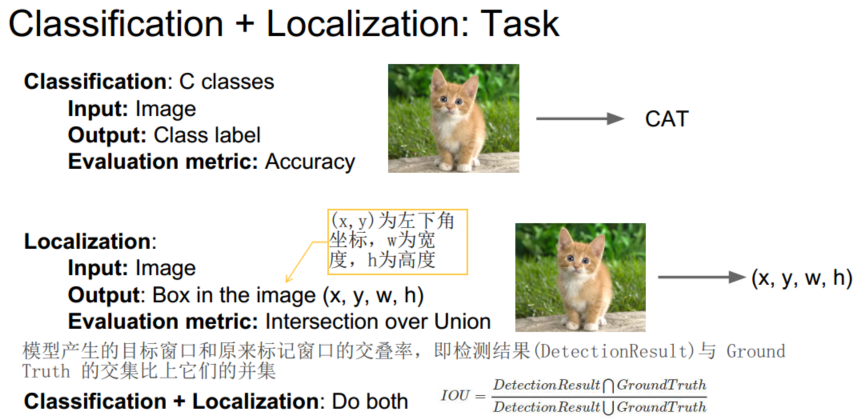 Classification + Localization: Task
Classification: C classes
Input: Image
Output: Class label
Evaluation metric: Accuracy
CAT
(x,y)为左下角
坐标，w为宽
度，h为高度
Localization:
Input: Image
Output: Box in the image (x, y, w, h)
Evaluation metric: Intersection over Union
(x, y, w, h)
模型产生的目标窗口和原来标记窗口的交叠率，即检测结果(DetectionResult)与 Ground
Truth 的交集比上它们的并集
Classification + Localization: Do both
IOU = DetectionResult⋂GroundTruth / DetectionResult⋃GroundTruth